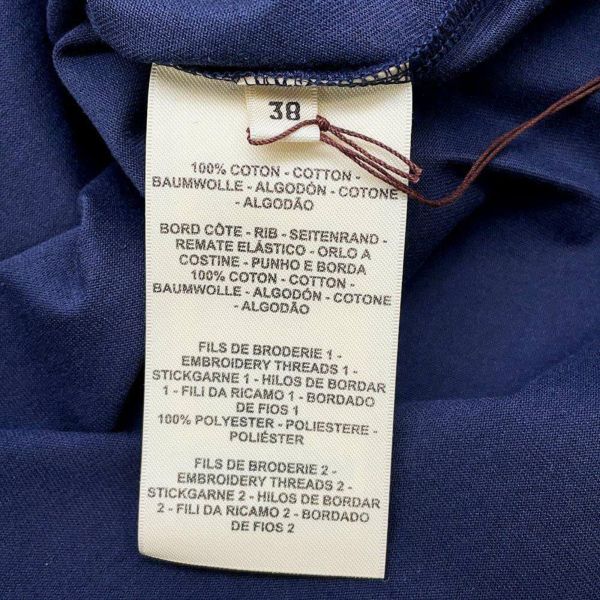 38
100% COTON - COTTON -
BAUMWOLLE - ALGODÓN - COTONE
- ALGODÃO
BORD CÔTE - RIB - SEITENRAND -
REMATE ELÁSTICO - ORLO A
COSTINE - PUNHO E BORDA
100% COTON - COTTON -
BAUMWOLLE - ALGODÓN - COTONE
- ALGODÃO
FILS DE BRODERIE 1 -
EMBROIDERY THREADS 1 -
STICKGARNE 1 - HILOS DE BORDAR
1 - FILI DA RICAMO 1 - BORDADO
DE FIOS 1
100% POLYESTER - POLIESTERE -
POLIÉSTER
FILS DE BRODERIE 2 -
EMBROIDERY THREADS 2 -
STICKGARNE 2 - HILOS DE BORDAR
2 - FILI DA RICAMO 2 - BORDADO
DE FIOS 2